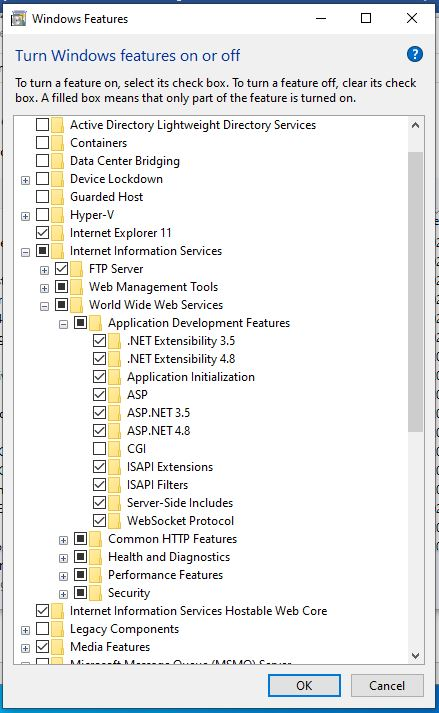 Windows Features
Turn Windows features on or off
To turn a feature on, select its check box. To turn a feature off, clear its check
box. A filled box means that only part of the feature is turned on.
Active Directory Lightweight Directory Services
Containers
Data Center Bridging
Device Lockdown
Guarded Host
Hyper-V
Internet Explorer 11
Internet Information Services
FTP Server
Web Management Tools
World Wide Web Services
Application Development Features
.NET Extensibility 3.5
.NET Extensibility 4.8
Application Initialization
ASP
ASP.NET 3.5
ASP.NET 4.8
CGI
ISAPI Extensions
ISAPI Filters
Server-Side Includes
WebSocket Protocol
Common HTTP Features
Health and Diagnostics
Performance Features
Security
Internet Information Services Hostable Web Core
Legacy Components
Media Features
Microsoft Message Queue (MSMQ) Server
OK
Cancel